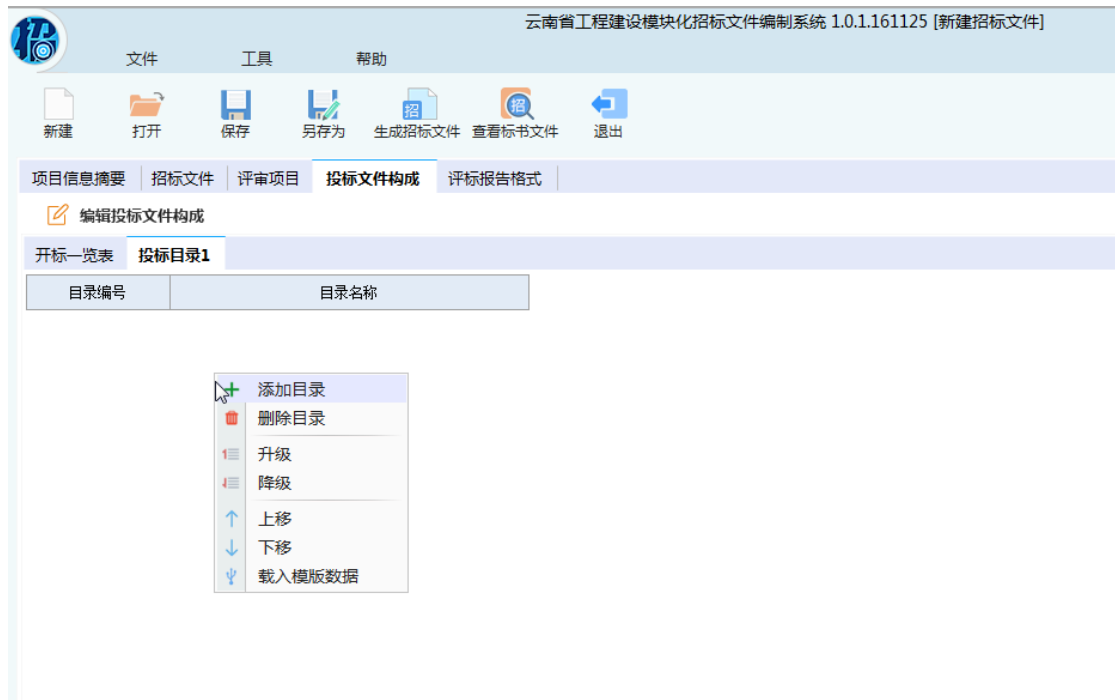 云南省工程建设模块化招标文件编制系统 1.0.1.161125 [新建招标文件]
招
文件 工具 帮助
招 招
新建 打开 保存 另存为 生成招标文件 查看标书文件 退出
项目信息摘要 招标文件 评审项目 投标文件构成 评标报告格式
编辑投标文件构成
开标一览表 投标目录1
目录编号 目录名称
添加目录
删除目录
升级
降级
上移
下移
载入模版数据